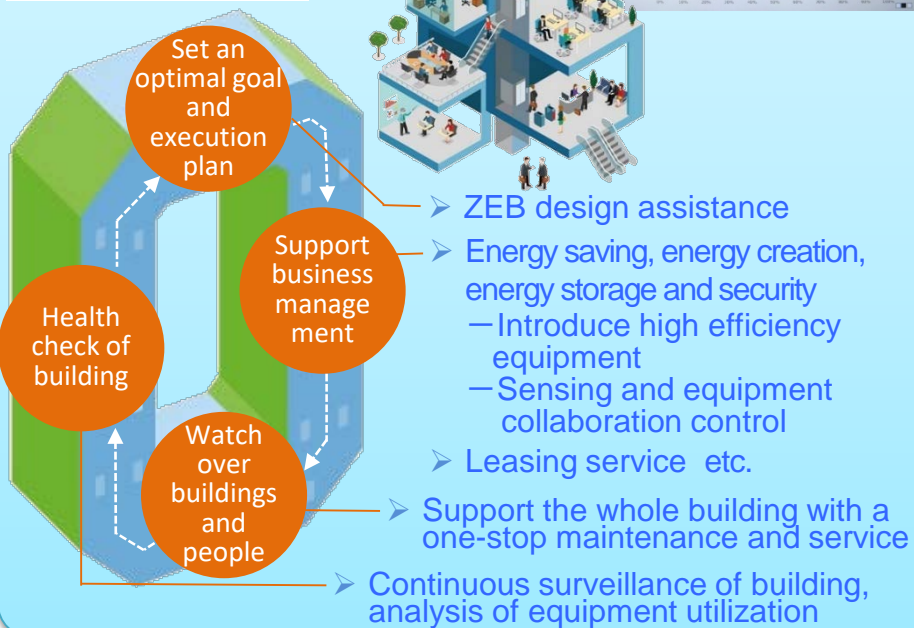 Set an
optimal goal
and
execution
plan
Support
business
manage
ment
Health
check of
building
Watch
over
buildings
and
people
➢ ZEB design assistance
➢ Energy saving, energy creation,
energy storage and security
－Introduce high efficiency
equipment
－Sensing and equipment
collaboration control
➢ Leasing service etc.
➢ Support the whole building with a
one-stop maintenance and service
➢ Continuous surveillance of building,
analysis of equipment utilization